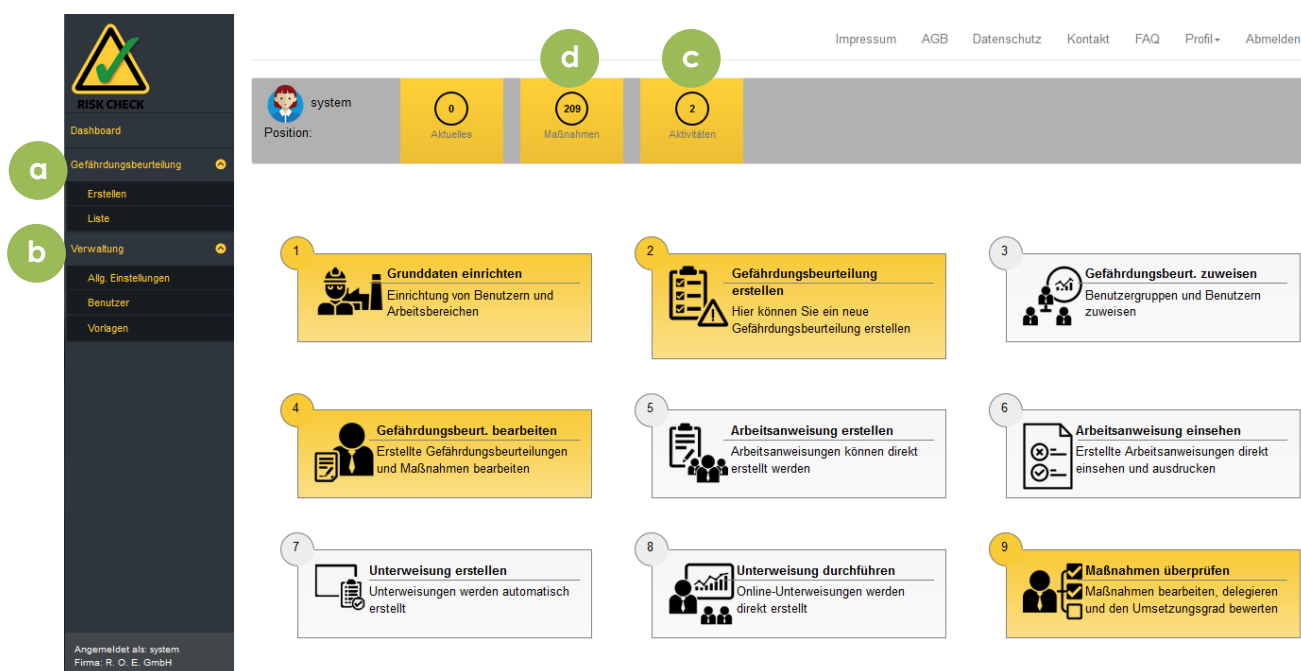 Impressum AGB Datenschutz Kontakt FAQ Profil Abmelden
d c
RISK CHECK
system
Position:
0
Aktuelles
209
Maßnahmen
2
Aktivitäten
Dashboard
a
Gefährdungsbeurteilung
Erstellen
Liste
b
Verwaltung
Allg. Einstellungen
Benutzer
Vorlagen
1
Grunddaten einrichten
Einrichtung von Benutzern und
Arbeitsbereichen
2
Gefährdungsbeurteilung
erstellen
Hier können Sie ein neue
Gefährdungsbeurteilung erstellen
3
Gefährdungsbeurt. zuweisen
Benutzergruppen und Benutzern
zuweisen
4
Gefährdungsbeurt. bearbeiten
Erstellte Gefährdungsbeurteilungen
und Maßnahmen bearbeiten
5
Arbeitsanweisung erstellen
Arbeitsanweisungen können direkt
erstellt werden
6
Arbeitsanweisung einsehen
Erstellte Arbeitsanweisungen direkt
einsehen und ausdrucken
7
Unterweisung erstellen
Unterweisungen werden automatisch
erstellt
8
Unterweisung durchführen
Online-Unterweisungen werden
direkt erstellt
9
Maßnahmen überprüfen
Maßnahmen bearbeiten, delegieren
und den Umsetzungsgrad bewerten
Angemeldet als: system
Firma: R. O. E. GmbH